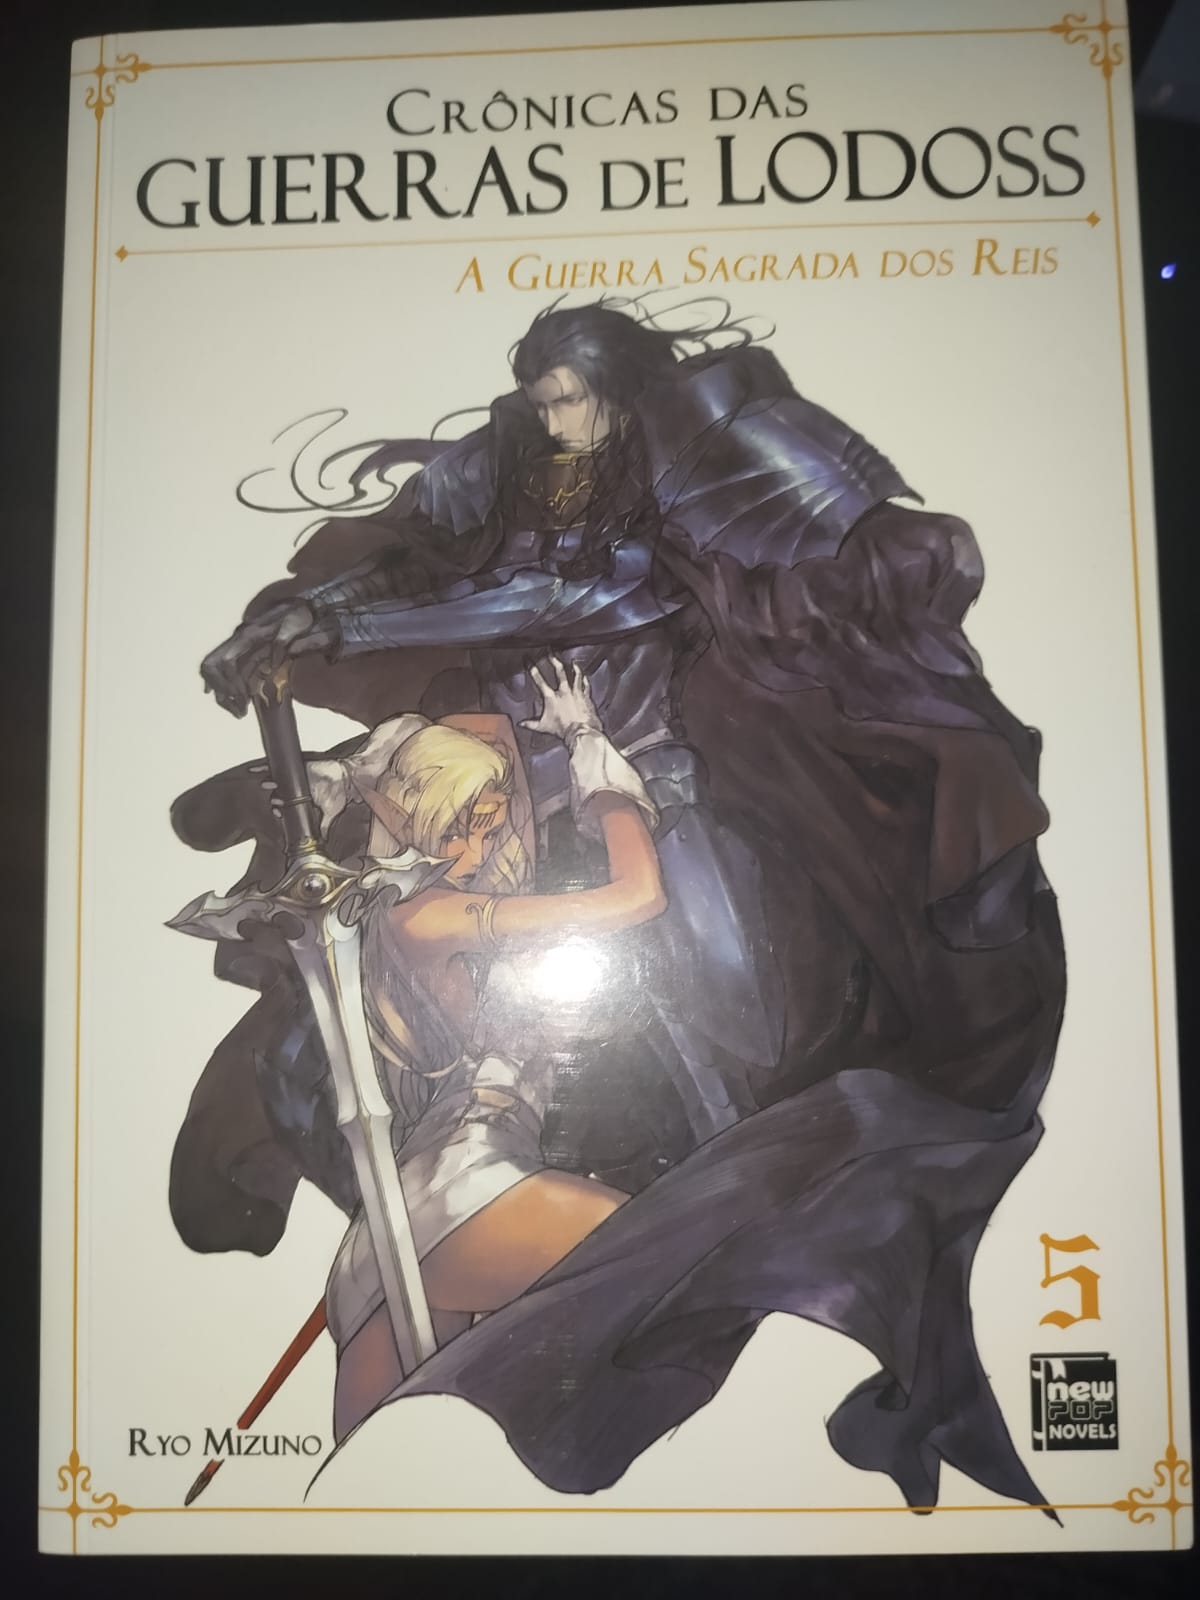 CRÔNICAS DAS
GUERRAS DE LODOSS
A GUERRA SAGRADA DOS REIS
5
new
POP
NOVELS
RYO MIZUNO